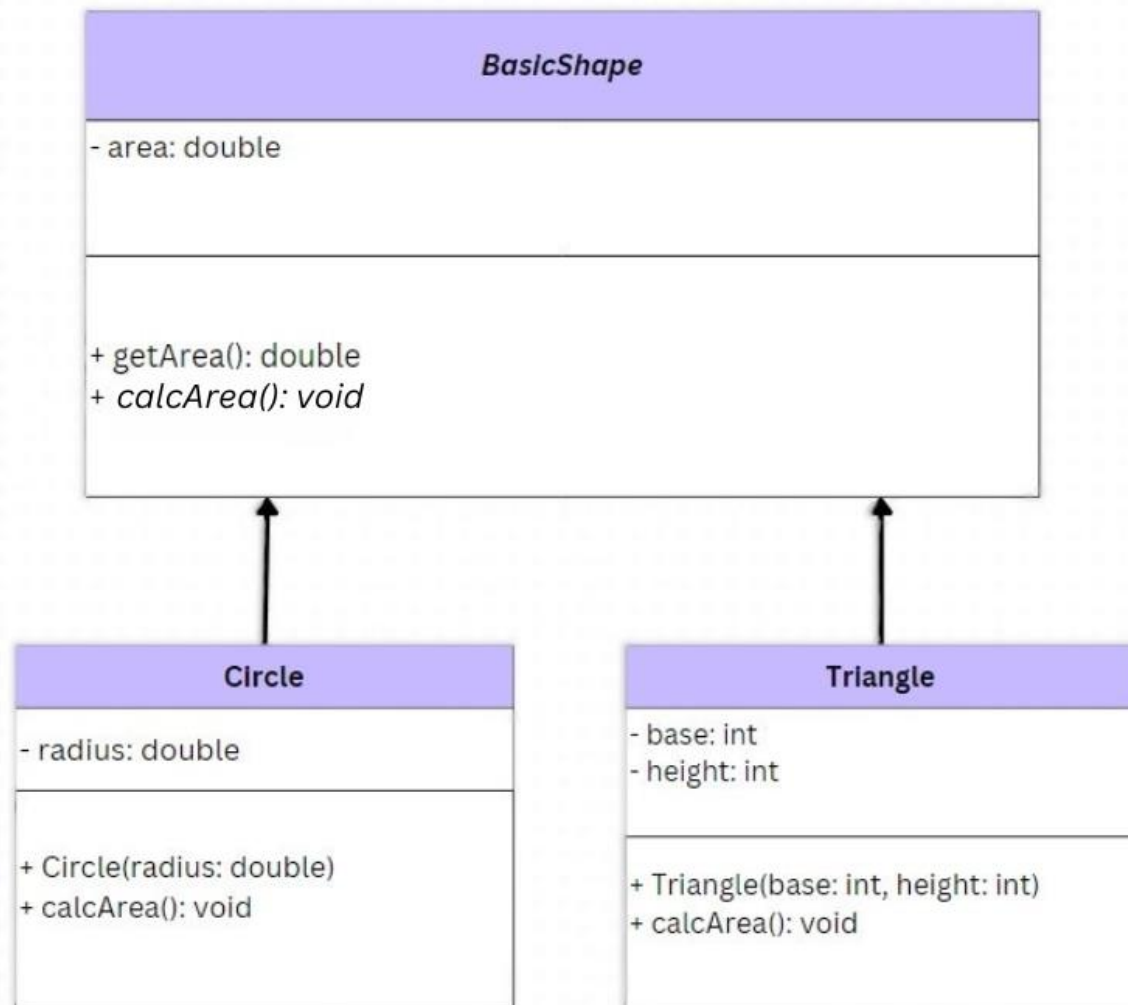 BasicShape
- area: double
+ getArea(): double
+ calcArea(): void
Circle
- radius: double
+ Circle(radius: double)
+ calcArea(): void
Triangle
- base: int
- height: int
+ Triangle(base: int, height: int)
+ calcArea(): void